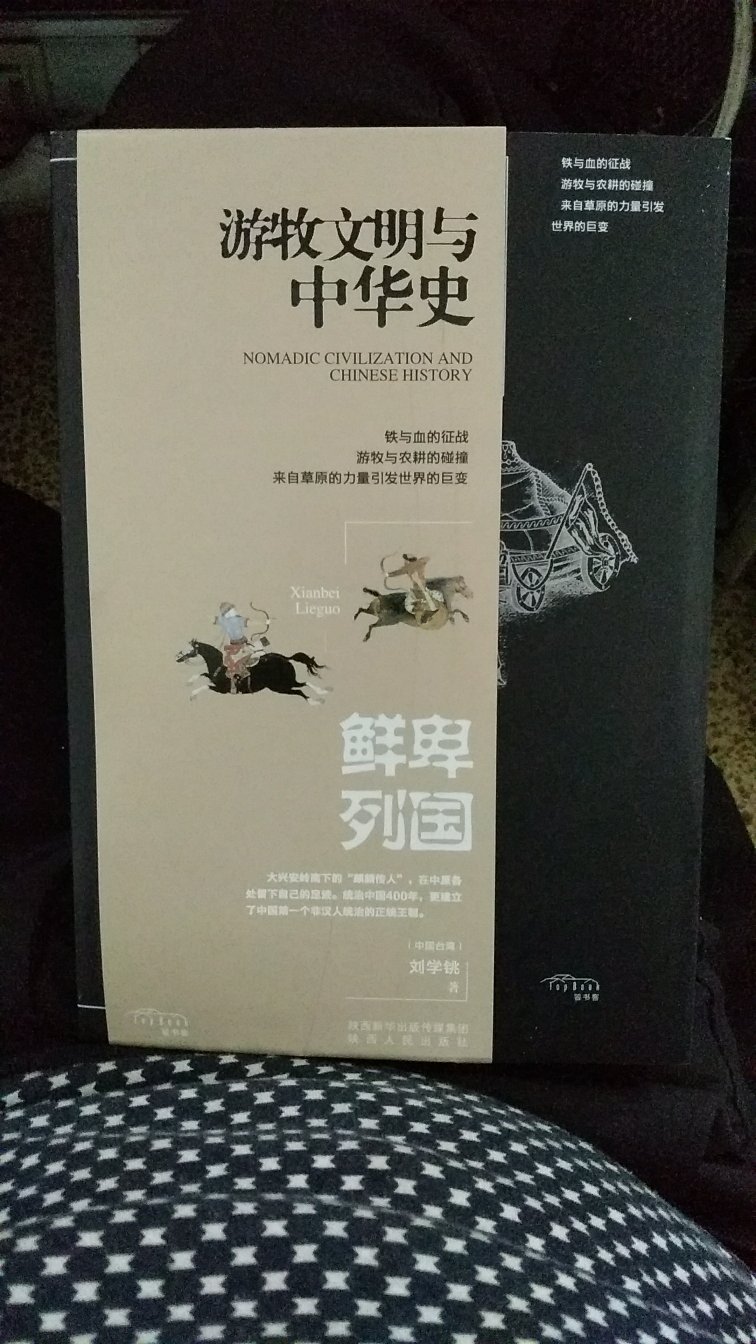 游牧文明与
中华史
NOMADIC CIVILIZATION AND
CHINESE HISTORY
铁与血的征战
游牧与农耕的碰撞
来自草原的力量引发世界的巨变
Xianbei
Lieguo
鲜卑
列国
大兴安岭南下的“麒麟传人”，在中原各
处留下自己的足迹。统治中国400年，更建立
了中国第一个非汉人统治的正统王朝。
（中国台湾）
刘学铫
著
TopBook
陕西新华出版传媒集团
陕西人民出版社
铁与血的征战
游牧与农耕的碰撞
来自草原的力量引发
世界的巨变
TopBook